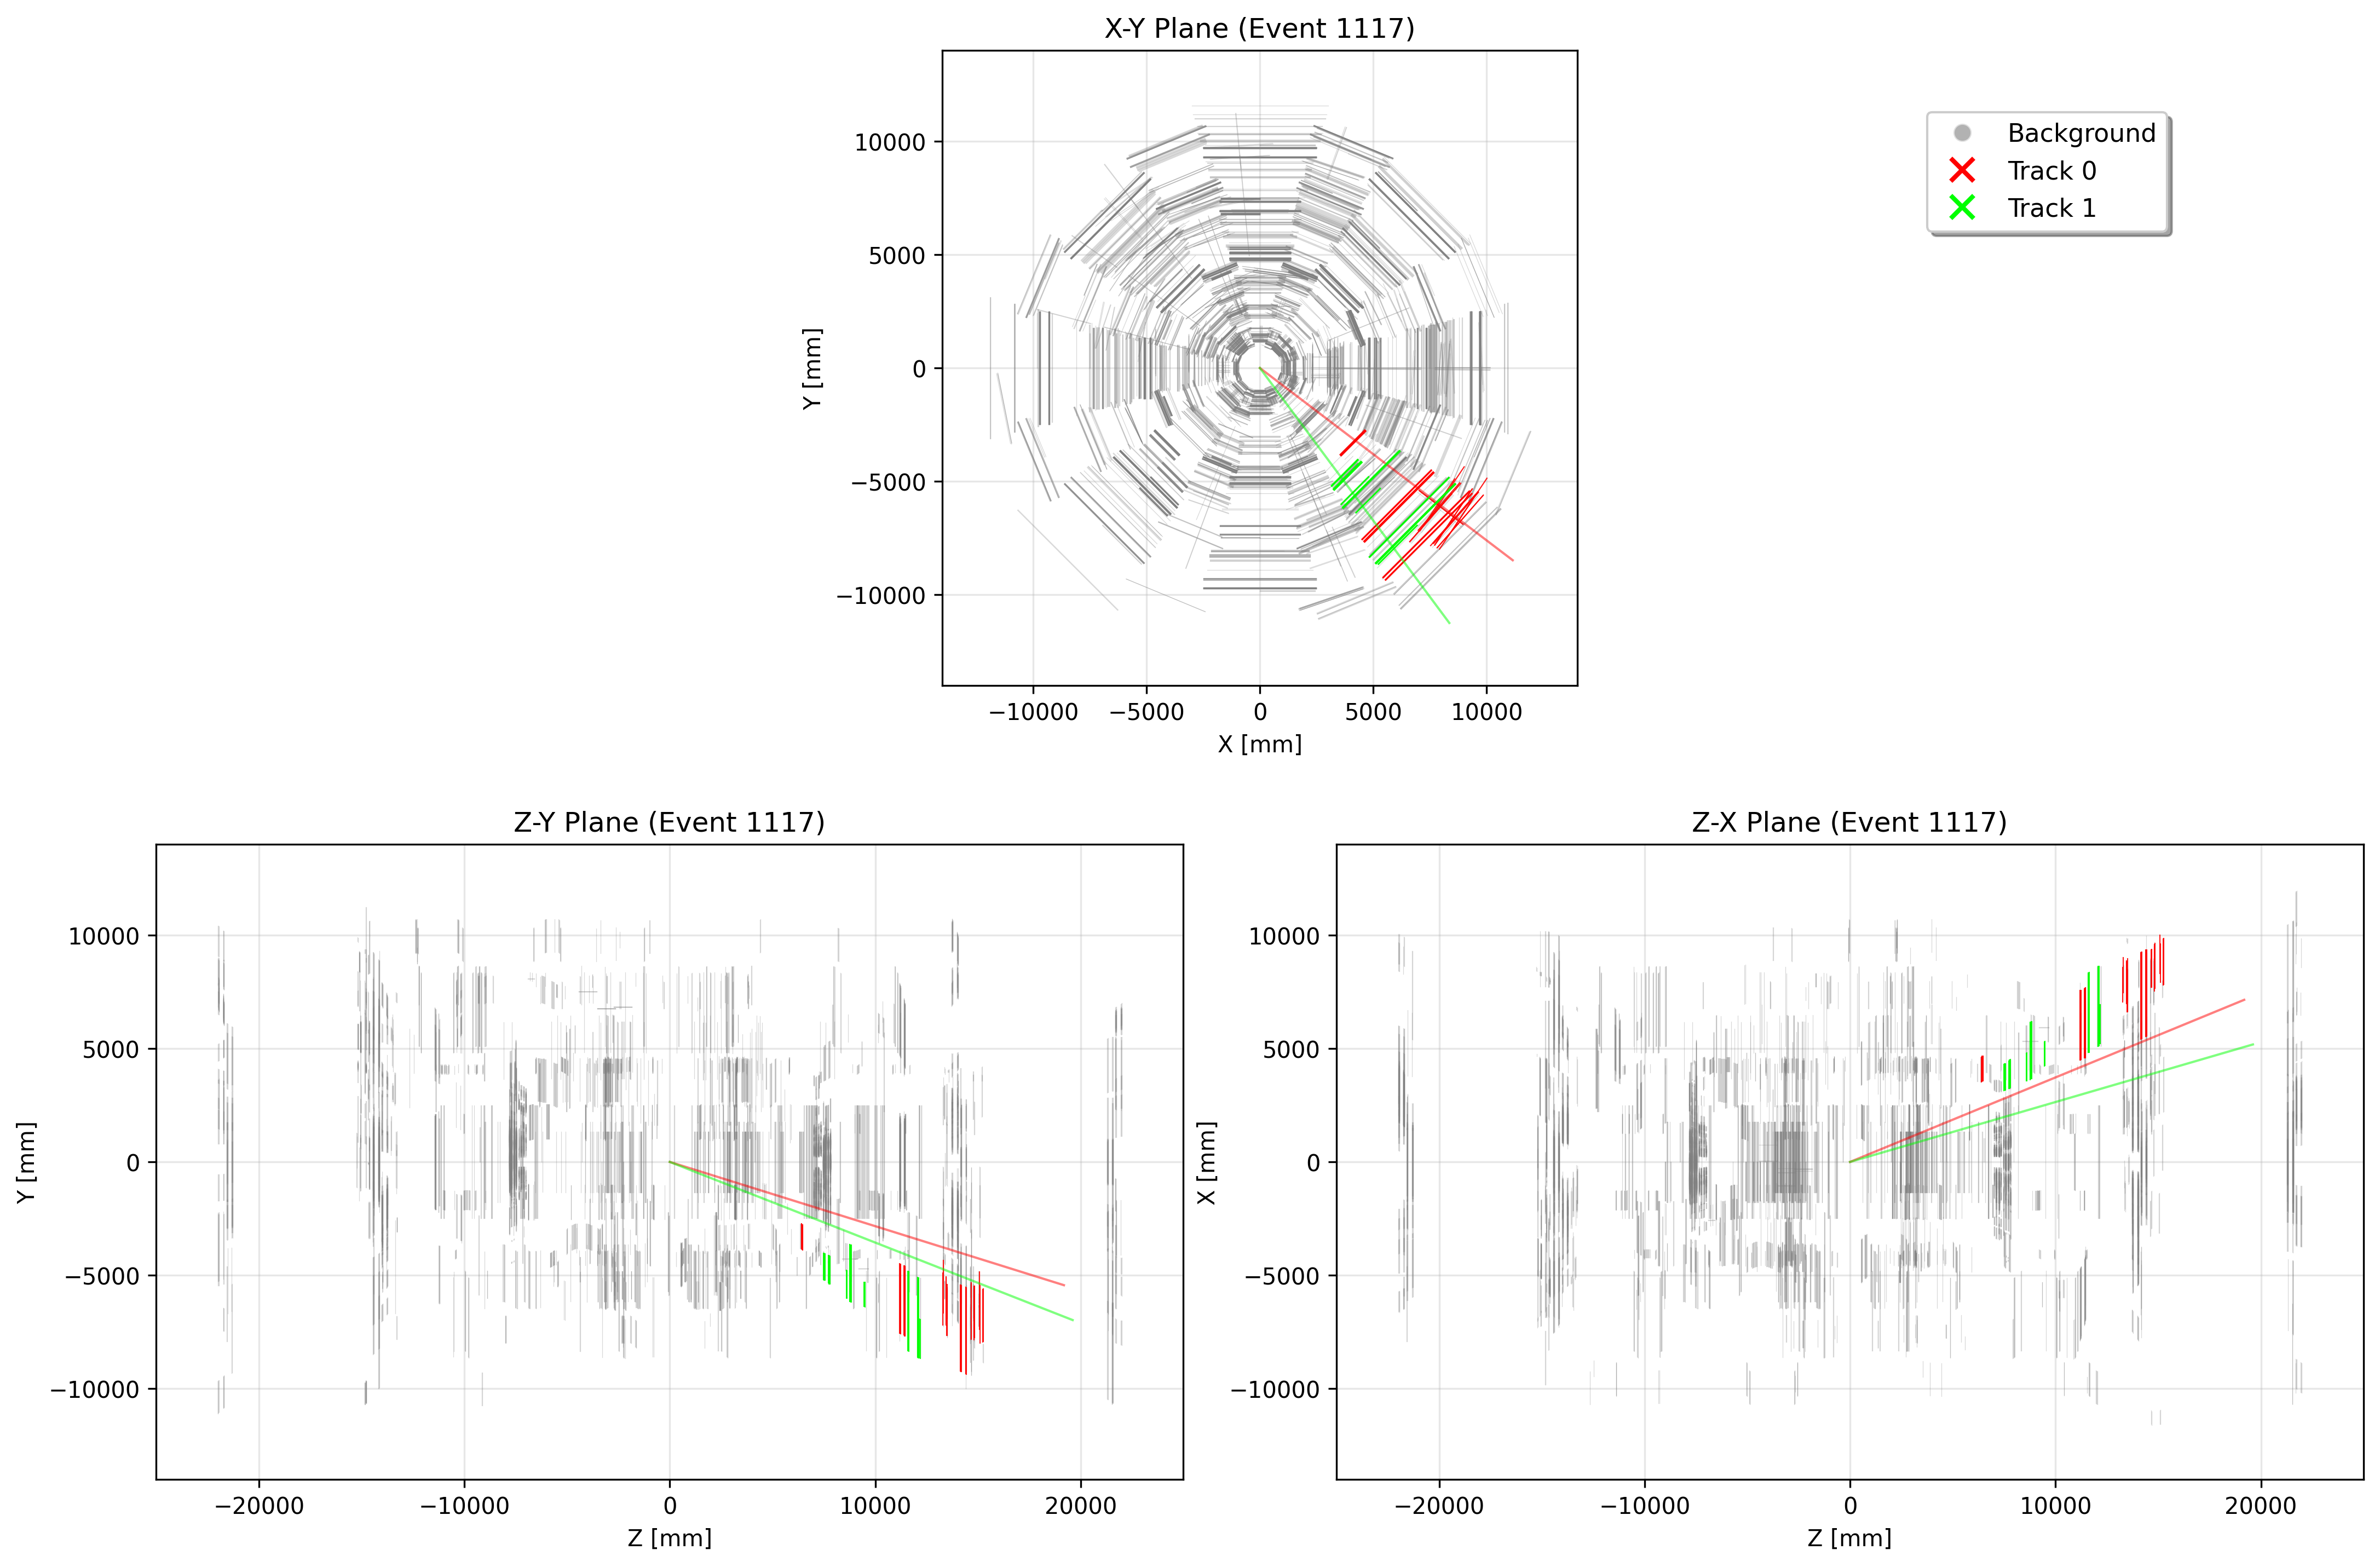 X-Y Plane (Event 1117)
Y [mm]
10000
5000
0
−5000
−10000
−10000 −5000 0 5000 10000
X [mm]
Background
Track 0
Track 1
Z-Y Plane (Event 1117)
Y [mm]
10000
5000
0
−5000
−10000
−20000 −10000 0 10000 20000
Z [mm]
Z-X Plane (Event 1117)
X [mm]
10000
5000
0
−5000
−10000
−20000 −10000 0 10000 20000
Z [mm]